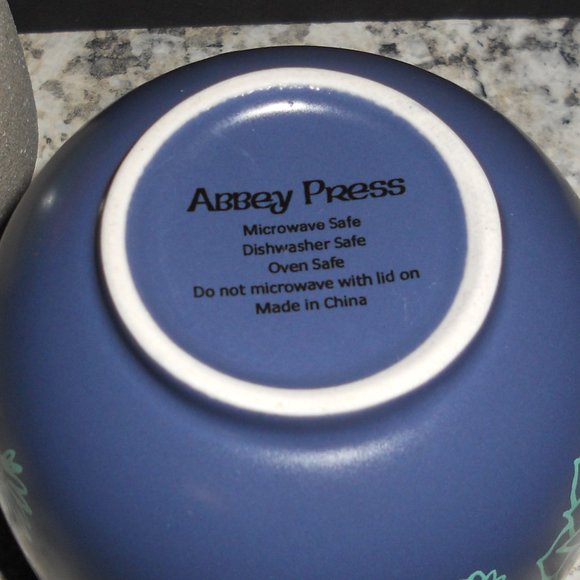 Abbey Press
Microwave Safe
Dishwasher Safe
Oven Safe
Do not microwave with lid on
Made in China